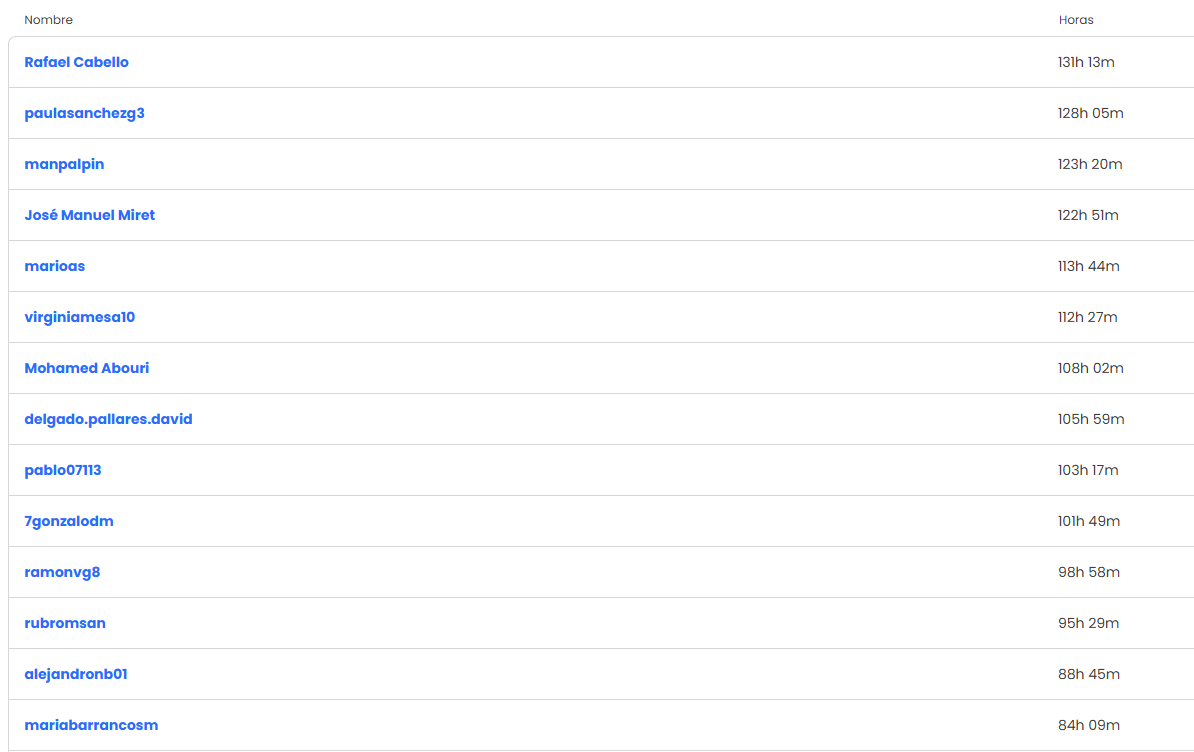 Nombre Horas
Rafael Cabello 131h 13m
paulasanchezg3 128h 05m
manpalpin 123h 20m
José Manuel Miret 122h 51m
marioas 113h 44m
virginiamesa10 112h 27m
Mohamed Abouri 108h 02m
delgado.pallares.david 105h 59m
pablo07113 103h 17m
7gonzalodm 101h 49m
ramonvg8 98h 58m
rubromsan 95h 29m
alejandronb01 88h 45m
mariabarrancosm 84h 09m